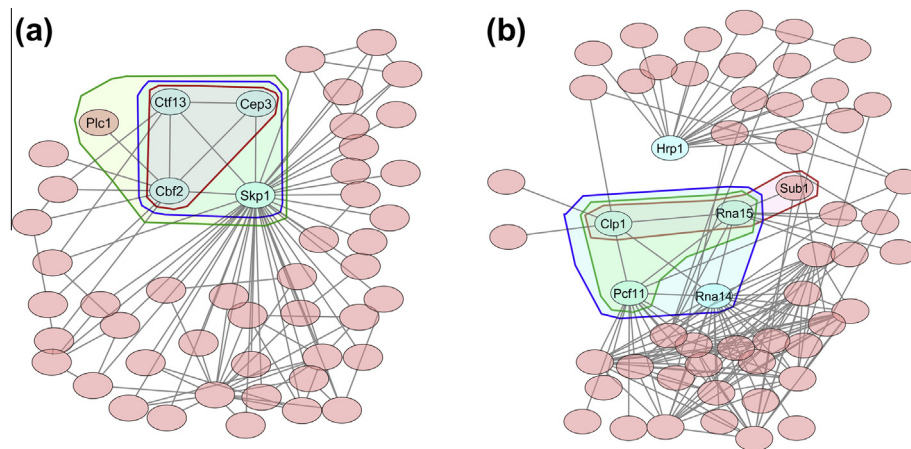 (a)
(b)
Ctf13
Cep3
Plc1
Cbf2
Skp1
Hrp1
Sub1
Rna15
Clp1
Pcf11
Rna14